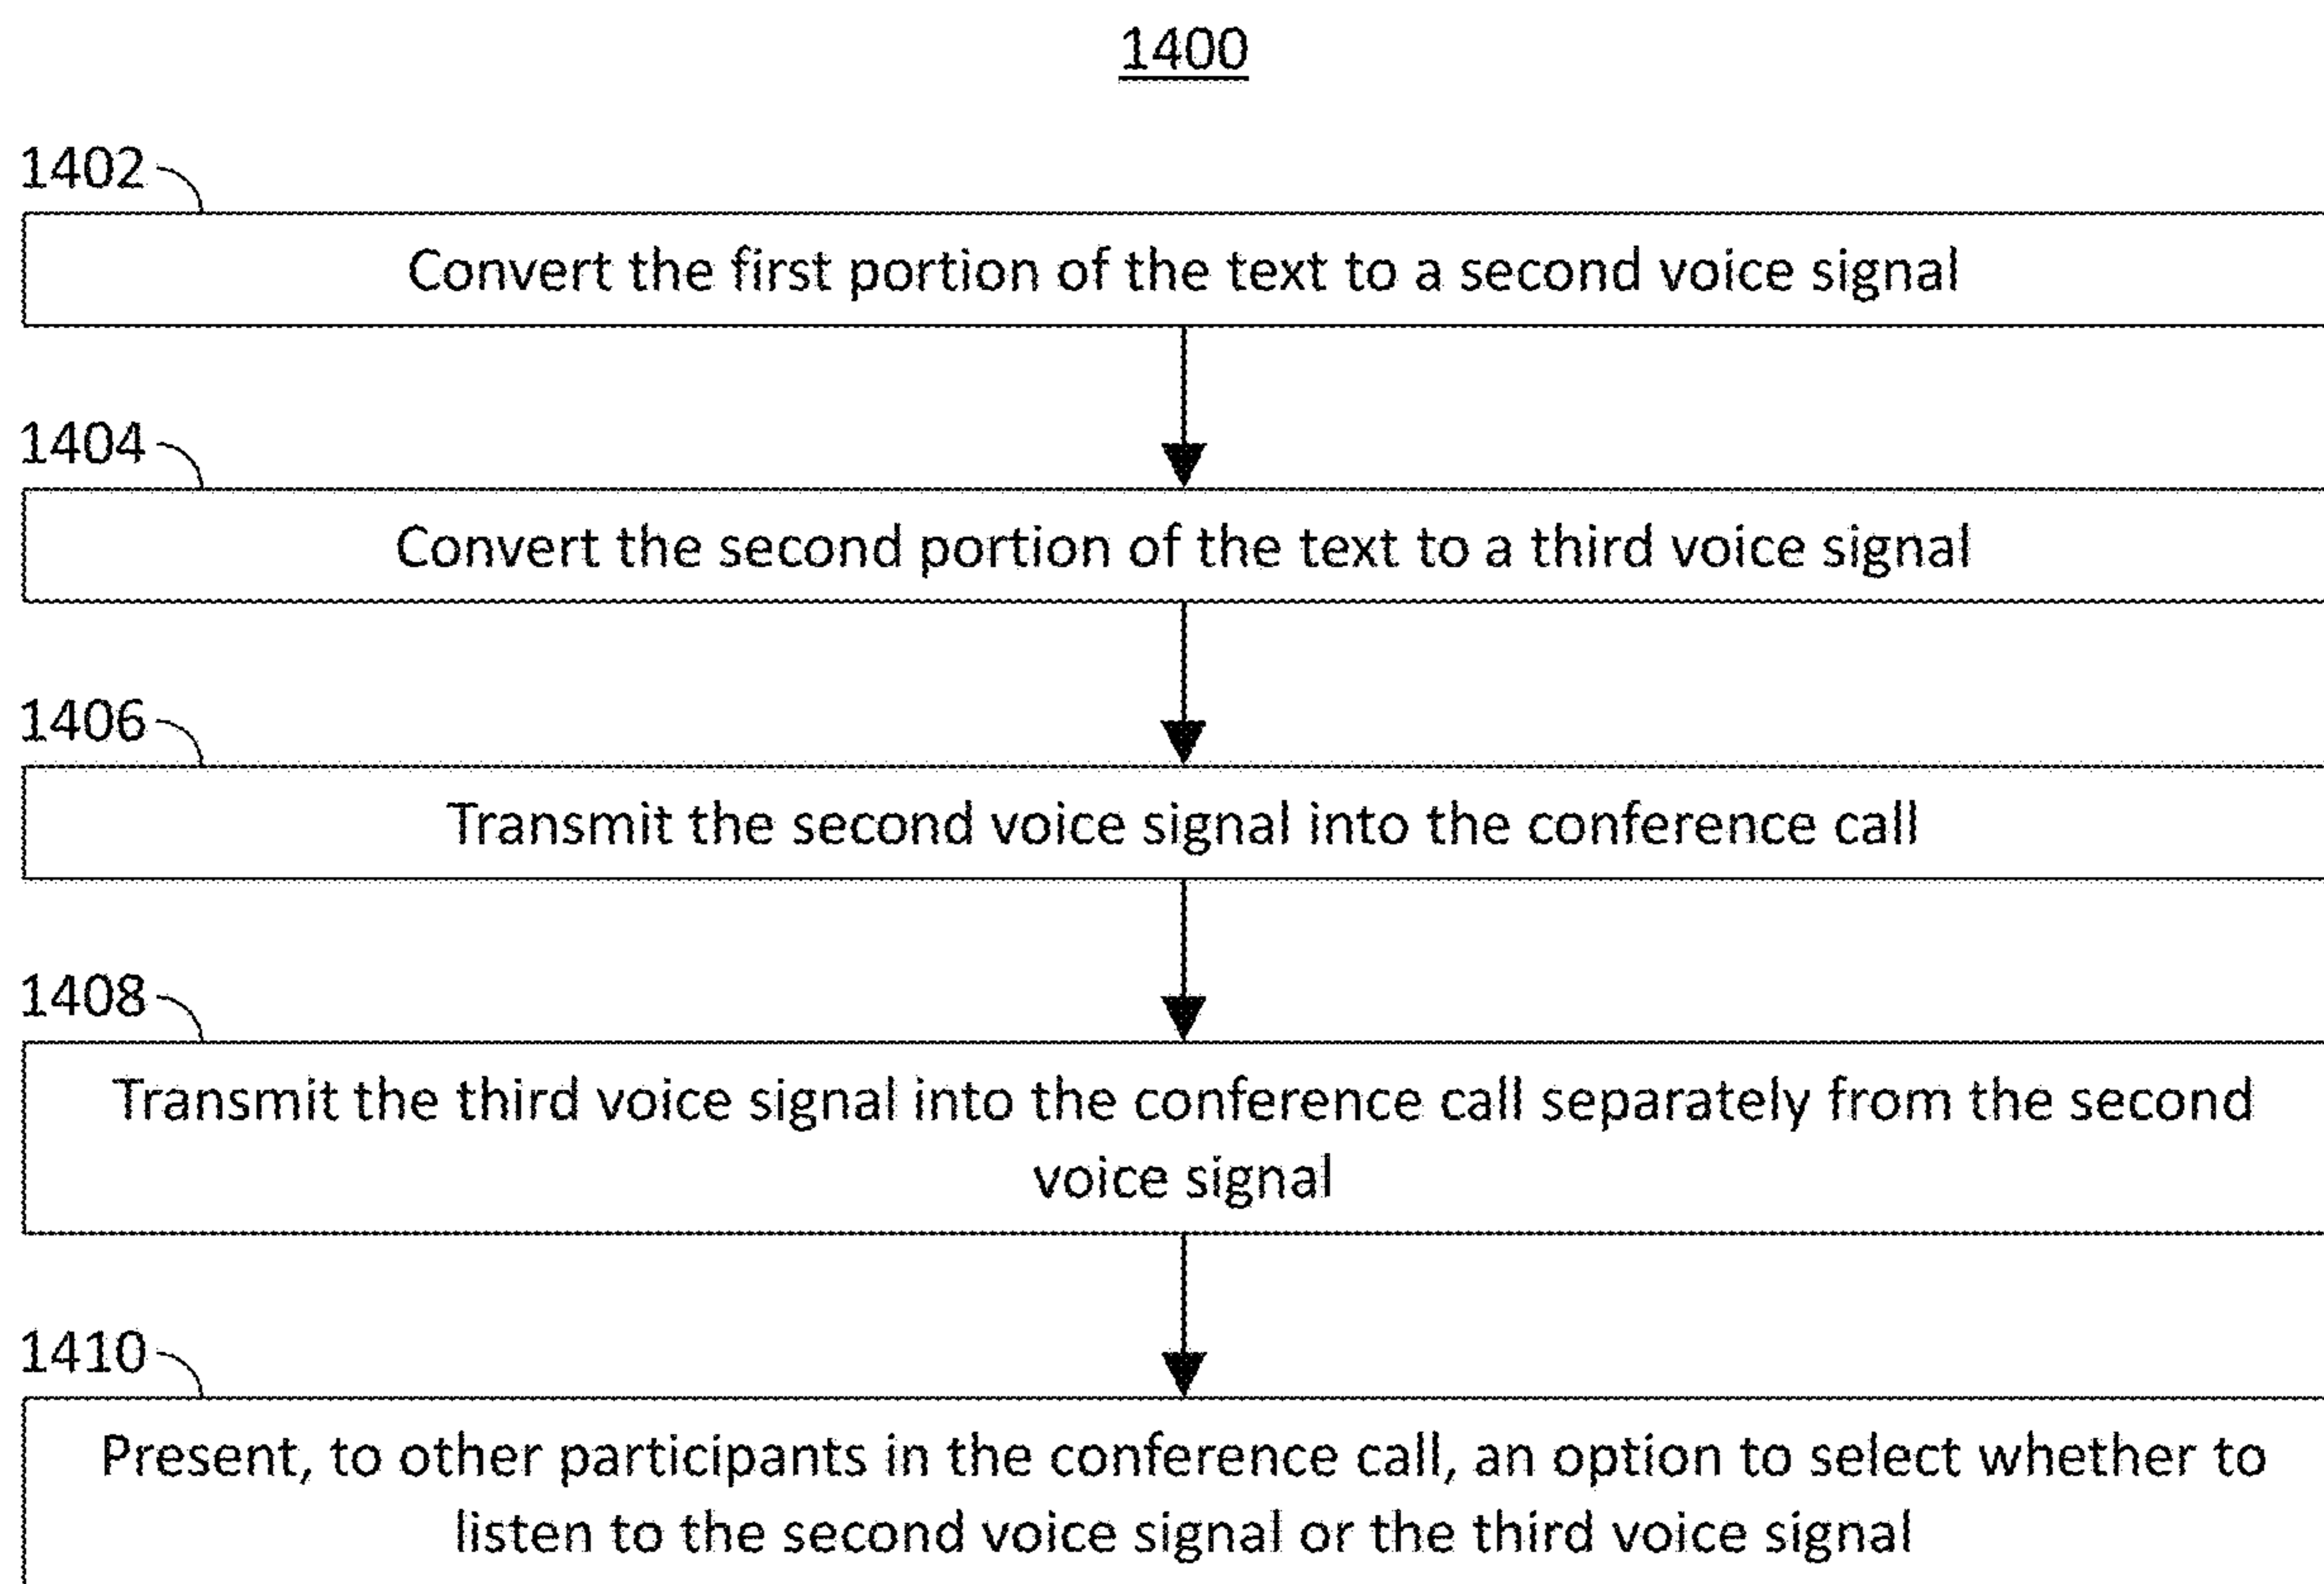 1400
1402
Convert the first portion of the text to a second voice signal
1404
Convert the second portion of the text to a third voice signal
1406
Transmit the second voice signal into the conference call
1408
Transmit the third voice signal into the conference call separately from the second
voice signal
1410
Present, to other participants in the conference call, an option to select whether to
listen to the second voice signal or the third voice signal